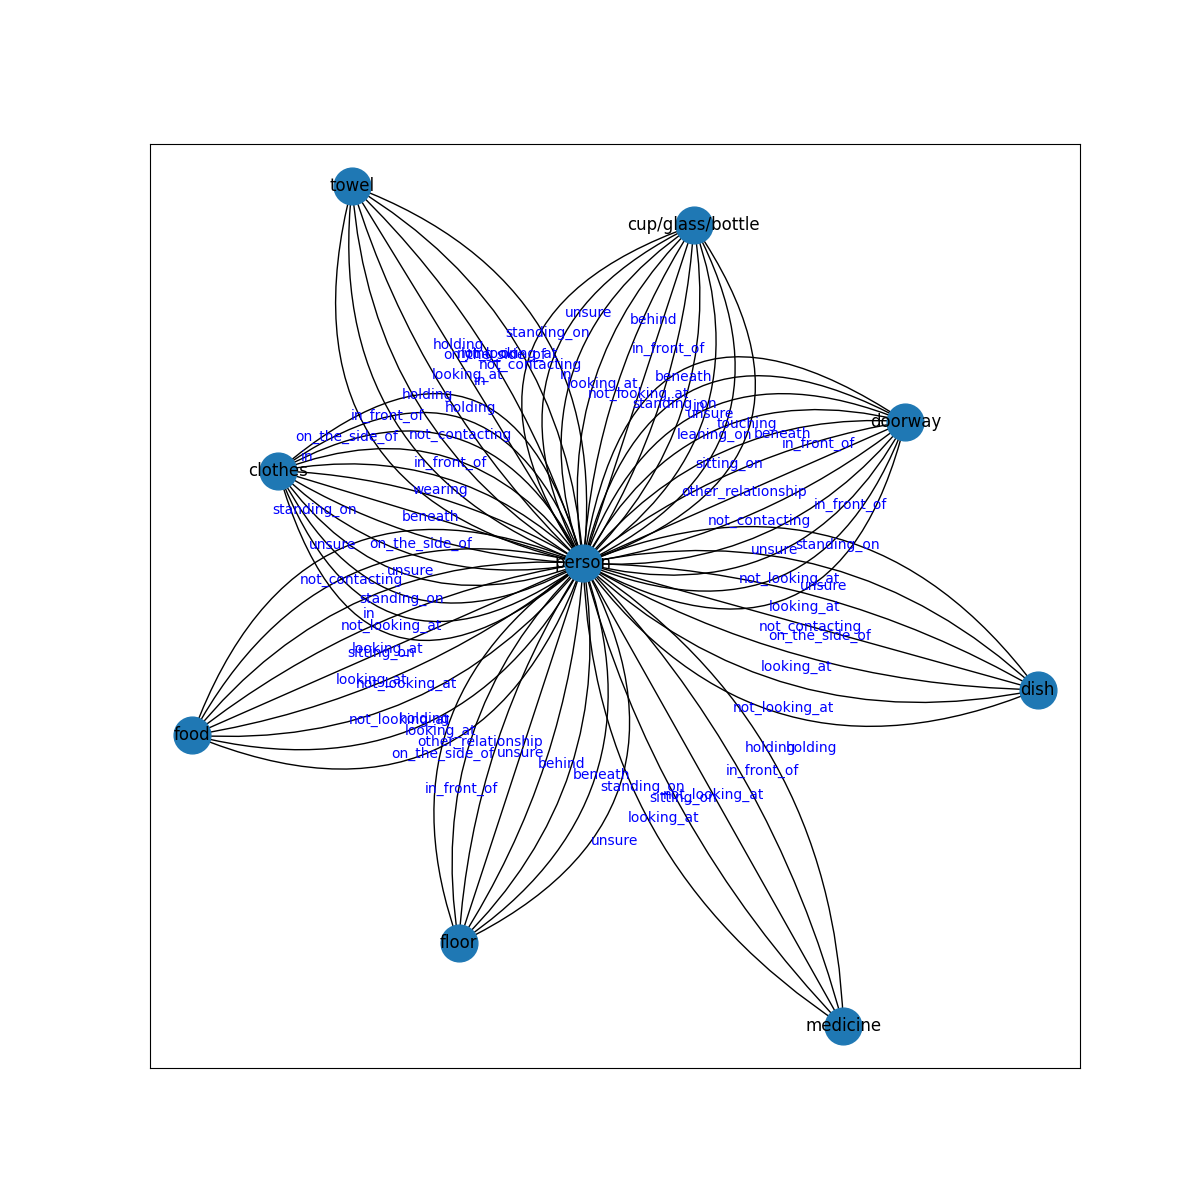 towel
cup/glass/bottle
unsure
behind
standing_on
holding
in_front_of
not_contacting
looking_at
in
beneath
looking_at
in
not_looking_at
holding
standing_on
holding
in
unsure
in_front_of
touching
doorway
on_the_side_of
not_contacting
leaning_on
beneath
in_front_of
in
in_front_of
sitting_on
clothes
wearing
other_relationship
standing_on
in_front_of
beneath
not_contacting
unsure
on_the_side_of
unsure
standing_on
person
unsure
not_contacting
not_looking_at
unsure
standing_on
looking_at
in
not_looking_at
not_contacting
on_the_side_of
looking_at
sitting_on
looking_at
looking_at
not_looking_at
dish
not_looking_at
not_looking_at
holding
food
looking_at
other_relationship
on_the_side_of
unsure
holding
holding
behind
in_front_of
beneath
in_front_of
standing_on
sitting_on
not_looking_at
looking_at
unsure
floor
medicine